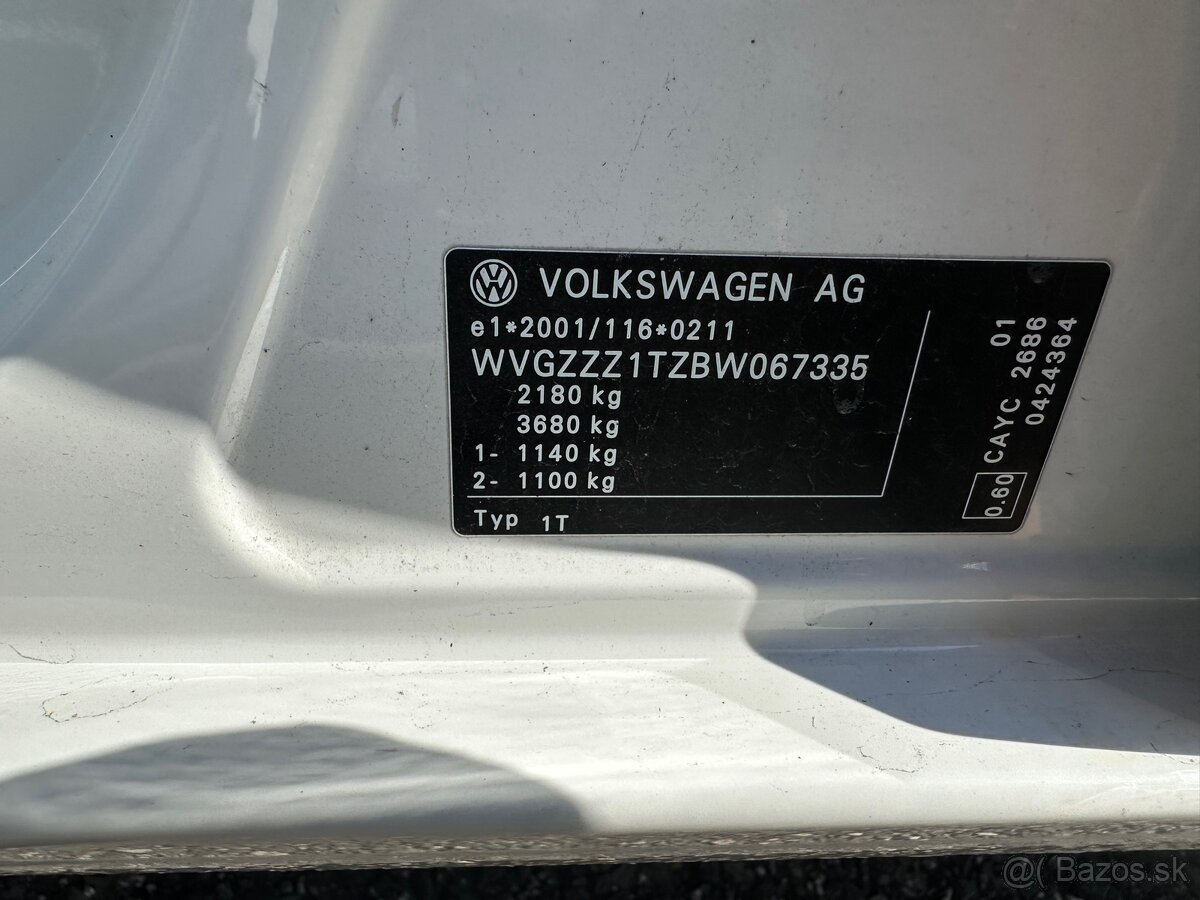 VOLKSWAGEN AG
e1*2001/116*0211
WVGZZZ1TZBW067335
2180 kg
3680 kg
1- 1140 kg
2- 1100 kg
Typ 1T
0.60 CAYC 2686 01
0424364
@( Bazos.sk